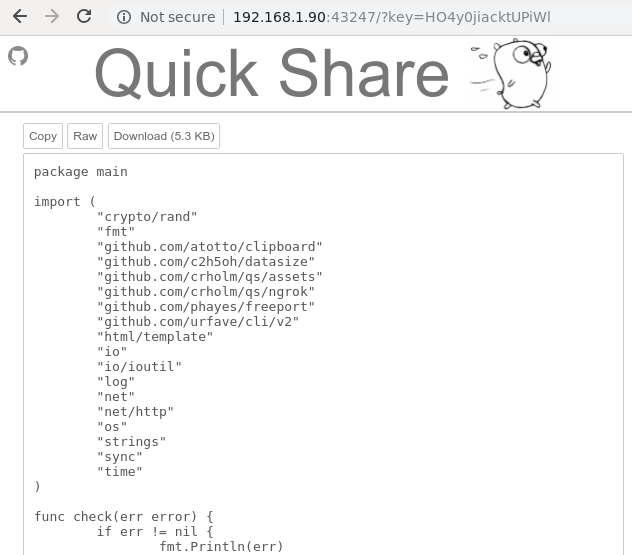 Not secure 192.168.1.90:43247/?key=HO4y0jiacktUPiWl
Quick Share
Copy Raw Download (5.3 KB)
package main
import (
"crypto/rand"
"fmt"
"github.com/atotto/clipboard"
"github.com/c2h5oh/datasize"
"github.com/crholm/qs/assets"
"github.com/crholm/qs/ngrok"
"github.com/phayes/freeport"
"github.com/urfave/cli/v2"
"html/template"
"io"
"io/ioutil"
"log"
"net"
"net/http"
"os"
"strings"
"sync"
"time"
)
func check(err error) {
if err != nil {
fmt.Println(err)